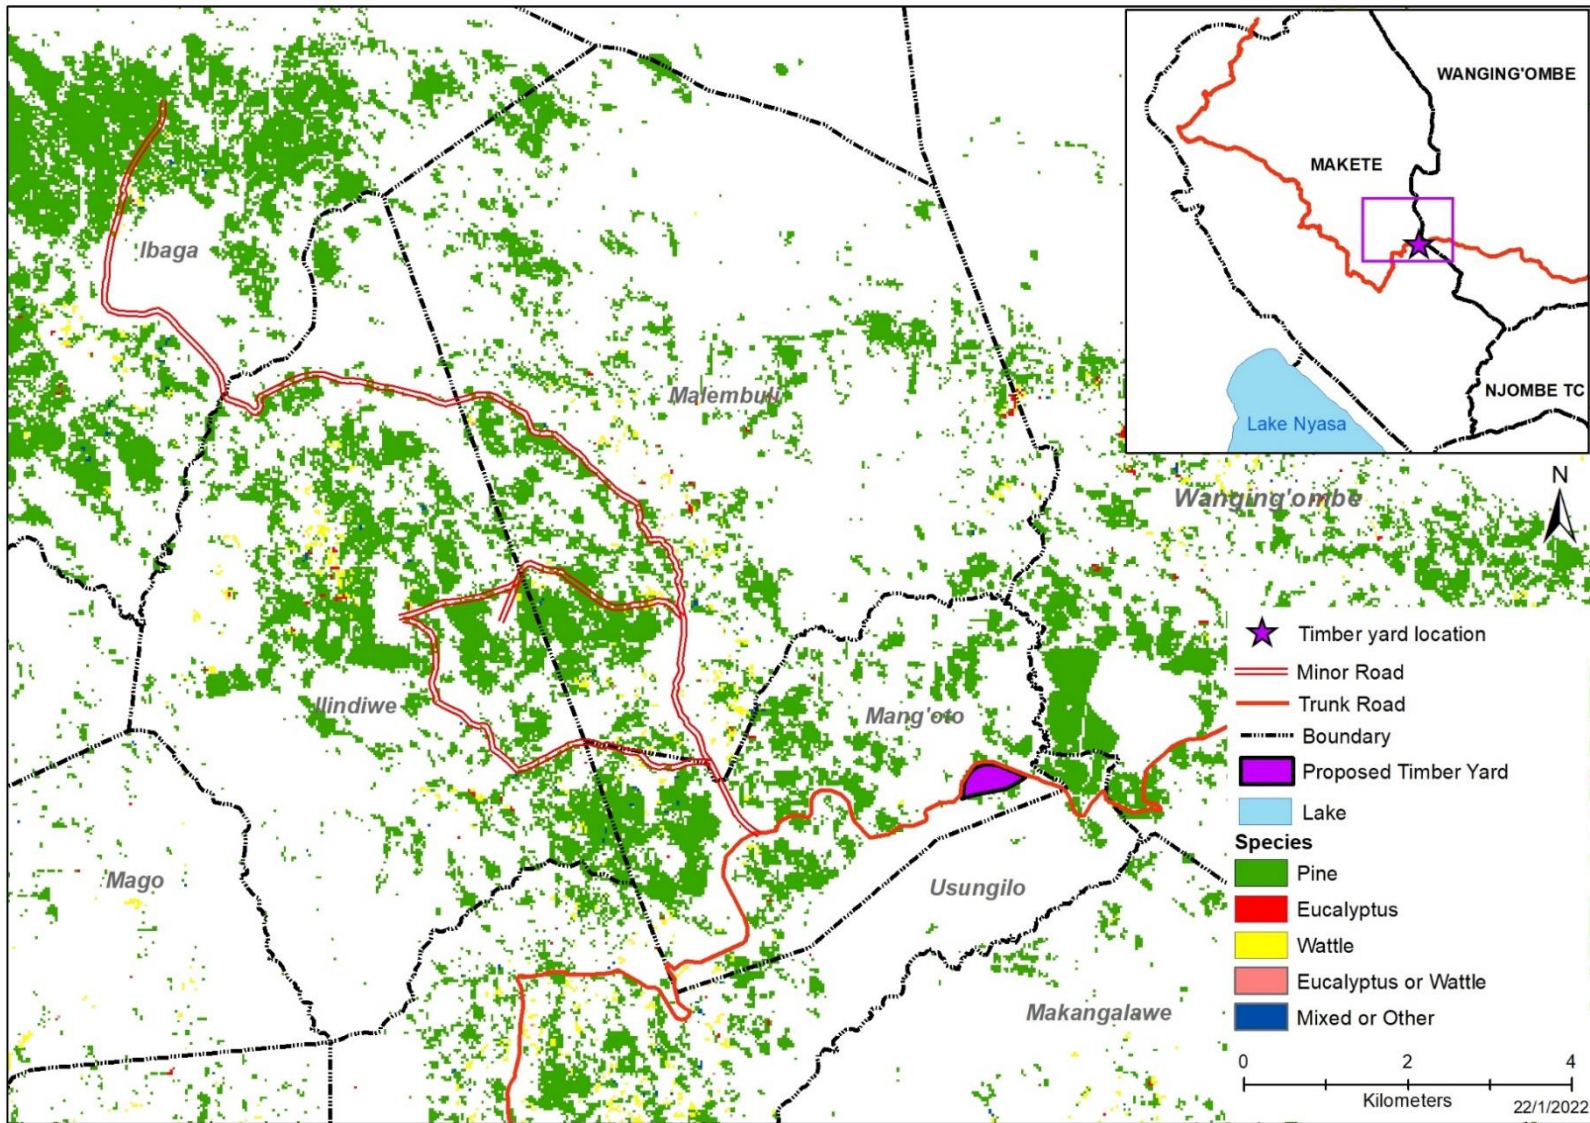 WANGING'OMBE
MAKETE
NJOMBE TC
Lake Nyasa
Ibaga
Malembuli
Wanging'ombe
N
Ilindiwe
Mang'oto
Mago
Usungilo
Makangalawe
Timber yard location
Minor Road
Trunk Road
Boundary
Proposed Timber Yard
Lake
Species
Pine
Eucalyptus
Wattle
Eucalyptus or Wattle
Mixed or Other
0 2 4
Kilometers
22/1/2022